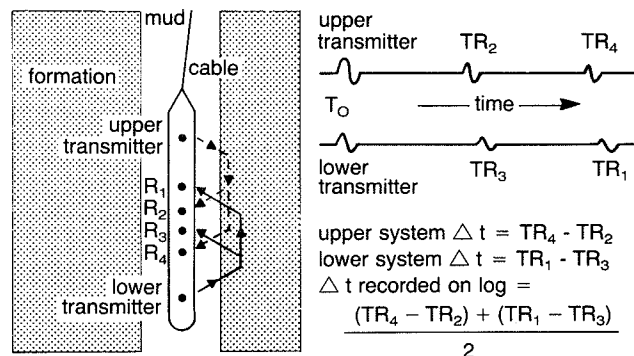 mud
formation
cable
upper
transmitter
R₁
R₂
R₃
R₄
lower
transmitter
upper
transmitter TR₂ TR₄
T₀ time
lower
transmitter TR₃ TR₁
upper system △ t = TR₄ - TR₂
lower system △ t = TR₁ - TR₃
△ t recorded on log =
(TR₄ – TR₂) + (TR₁ – TR₃)
2